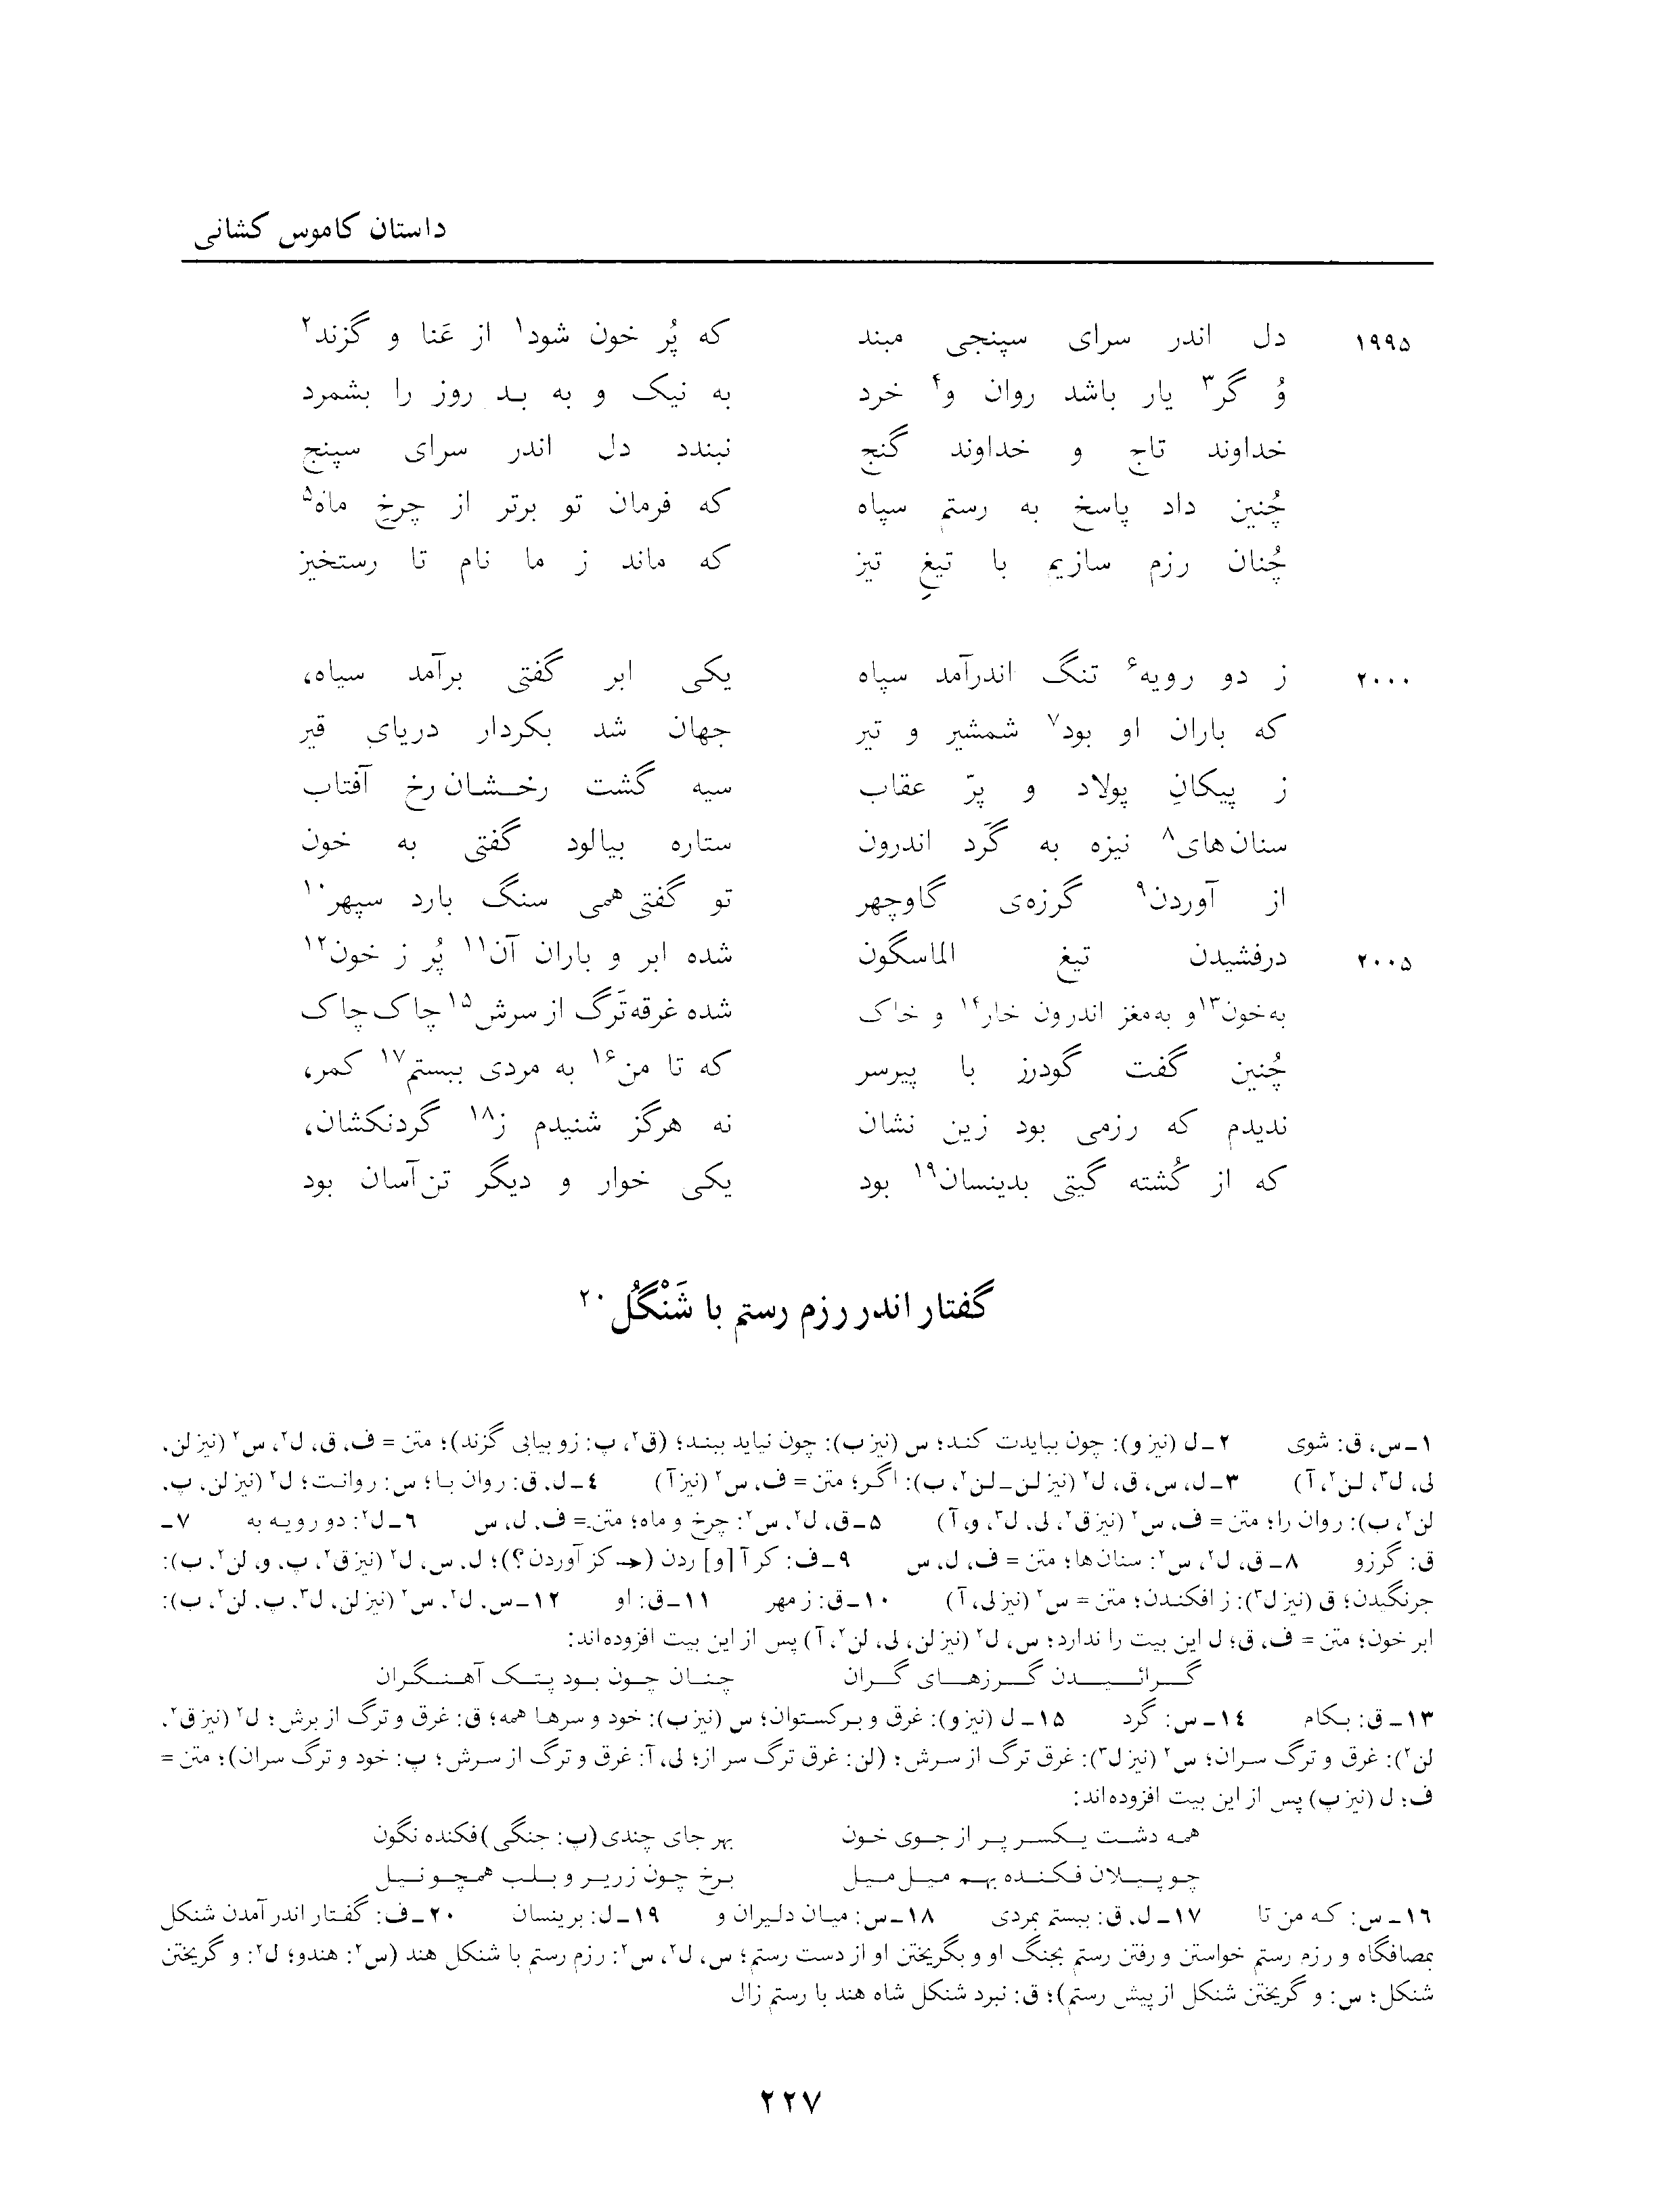 داستان کاموس کشانی
۱۹۹۵ دل اندر سرای سپنجی مبند که پُر خون شود۱ از عَنا و گزند۲
وُ گر۳ یار باشد روان و۴ خرد به نیک و به بد روز را بشمرد
خداوند تاج و خداوند گنج نبندد دل اندر سرای سپنج
چُنین داد پاسخ به رستم سپاه که فرمان تو برتر از چرخِ ماه۵
چُنان رزم سازیم با تیغِ تیز که ماند ز ما نام تا رستخیز
۲۰۰۰ ز دو رویه۶ تنگ اندرآمد سپاه یکی ابر گفتی برآمد سیاه،
که باران او بود۷ شمشیر و تیر جهان شد بکردار دریایِ قیر
ز پیکانِ پولاد و پرّ عقاب سیه گشت رخشان رخ آفتاب
سنان‌های۸ نیزه به گَرد اندرون ستاره بیالود گفتی به خون
از آوردن۹ گرزه‌ی گاوچهر تو گفتی همی سنگ بارد سپهر۱۰
۲۰۰۵ درفشیدن تیغ الماسگون شده ابر و باران آن۱۱ پُر ز خون۱۲
به‌خون۱۳ و به‌مغز اندرون خار۱۴ و خاک شده غرقه تَرگ از سرش۱۵ چاک چاک
چُنین گفت گودرز با پیرسر که تا من۱۶ به مردی ببستم۱۷ کمر،
ندیدم که رزمی بود زین نشان نه هرگز شنیدم ز۱۸ گردنکشان،
که از کُشته گیتی بدینسان۱۹ بود یکی خوار و دیگر تن‌آسان بود
گفتار اندر رزم رستم با شَنْگُل۲۰
۱ـ س، ق: شوی ۲ـ ل (نیز و): چون ببایدت کند؛ س (نیز ب): چون نیاید ببند؛ (ق۲، پ: زو بیابی گزند)؛ متن = ف، ق، ل۲، س۲ (نیز لن،
لی، ل۳، لن۲، آ) ۳ـ ل، س، ق، ل۲ (نیز لن ـ لن۲، ب): اگر؛ متن = ف، س۲ (نیز آ) ۴ـ ل، ق: روان با؛ س: روانت؛ ل۲ (نیز لن، پ،
لن۲، ب): روان را؛ متن = ف، س۲ (نیز ق۲، لی، ل۳، و، آ) ۵ـ ق، ل۲، س۲: چرخ و ماه؛ متن = ف، ل، س ۶ـ ل۲: دو رویه به ۷ـ
ق: گرزو ۸ـ ق، ل۲، س۲: سنان‌ها؛ متن = ف، ل، س ۹ـ ف: کرآ [و] ردن (→ کز آوردن؟)؛ ل، س، ل۲ (نیز ق۲، پ، و، لن۲، ب):
جرنگیدن؛ ق (نیز ل۳): ز افکندن؛ متن = س۲ (نیز لی، آ) ۱۰ـ ق: ز مهر ۱۱ـ ق: او ۱۲ـ س، ل۲، س۲ (نیز لن، ل۳، پ، لن۲، ب):
ابر خون؛ متن = ف، ق؛ ل این بیت را ندارد؛ س، ل۲ (نیز لن، لی، لن۲، آ) پس از این بیت افزوده‌اند:
گرائیدن گرزهای گران چنان چون بود پتک آهنگران
۱۳ـ ق: بکام ۱۴ـ س: گرد ۱۵ـ ل (نیز و): غرق و برکستوان؛ س (نیز ب): خود و سرها همه؛ ق: غرق و ترگ از برش؛ ل۲ (نیز ق۲،
لن۲): غرق و ترگ سران؛ س۲ (نیز ل۳): غرق ترگ از سرش؛ (لن: غرق ترگ سر از؛ لی، آ: غرق و ترگ از سرش؛ پ: خود و ترگ سران)؛ متن =
ف؛ ل (نیز پ) پس از این بیت افزوده‌اند:
همه دشت یکسر پر از جوی خون بهر جای چندی (پ: جنگی) فکنده نگون
چو پیلان فکنده بهم میل میل برخ چون زریر و بلب همچو نیل
۱۶ـ س: که من تا ۱۷ـ ل، ق: ببستم بمردی ۱۸ـ س: میان دلیران و ۱۹ـ ل: برینسان ۲۰ـ ف: گفتار اندر آمدن شنکل
بمصافگاه و رزم رستم خواستن و رفتن رستم بجنگ او و بگریختن او از دست رستم؛ س، ل۲، س۲: رزم رستم با شنکل هند (س۲: هندو؛ ل۲: و گریختن
شنکل؛ س: و گریختن شنکل از پیش رستم)؛ ق: نبرد شنکل شاه هند با رستم زال
۲۲۷